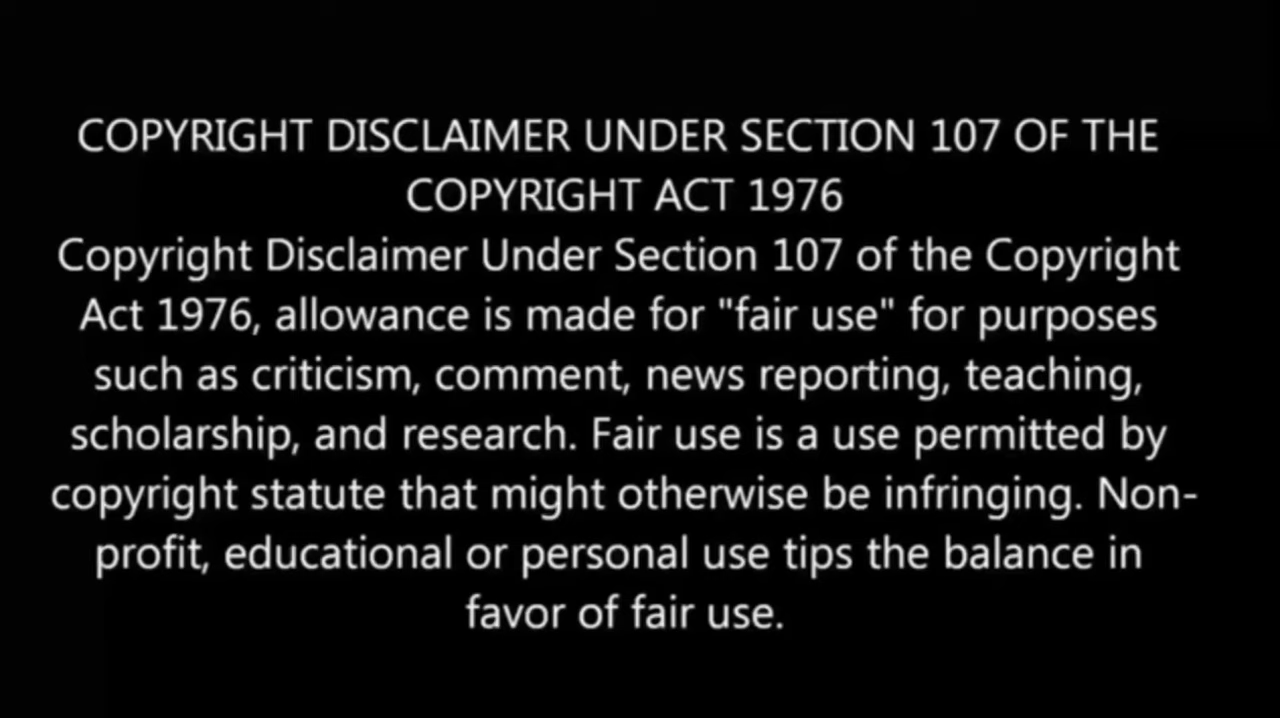 COPYRIGHT DISCLAIMER UNDER SECTION 107 OF THE
COPYRIGHT ACT 1976
Copyright Disclaimer Under Section 107 of the Copyright
Act 1976, allowance is made for "fair use" for purposes
such as criticism, comment, news reporting, teaching,
scholarship, and research. Fair use is a use permitted by
copyright statute that might otherwise be infringing. Non-
profit, educational or personal use tips the balance in
favor of fair use.